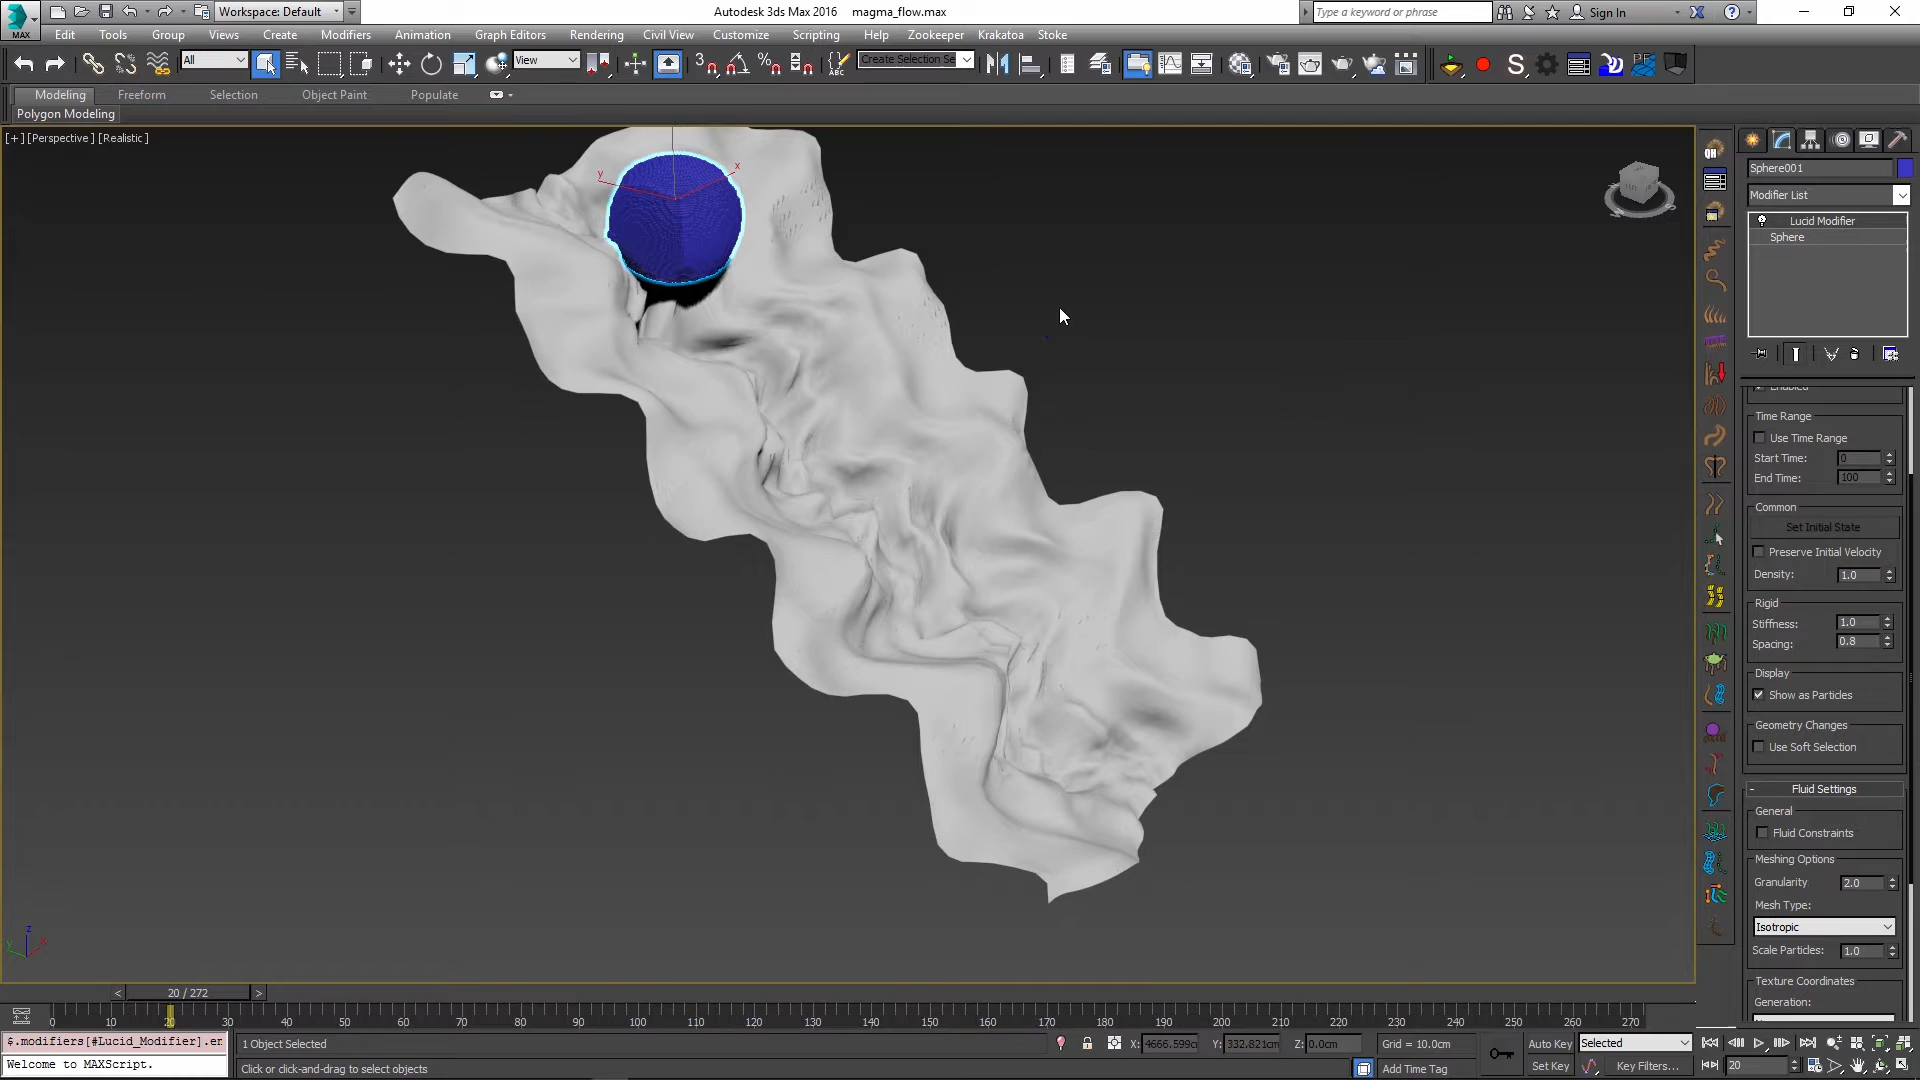 Workspace: Default
Autodesk 3ds Max 2016 magma_flow.max
Type a keyword or phrase
Sign In
MAX
Edit Tools Group Views Create Modifiers Animation Graph Editors Rendering Civil View Customize Scripting Help Zookeeper Krakatoa Stoke
All
View
3
ABC
Create Selection Se
S
PF
Modeling Freeform Selection Object Paint Populate
Polygon Modeling
[+] [Perspective] [Realistic]
x
y
QH
Sphere001
Modifier List
Lucid Modifier
Sphere
Enabled
Time Range
Use Time Range
Start Time: 0
End Time: 100
Common
Set Initial State
Preserve Initial Velocity
Density: 1.0
Rigid
Stiffness: 1.0
Spacing: 0.8
Display
Show as Particles
Geometry Changes
Use Soft Selection
- Fluid Settings
General
Fluid Constraints
Meshing Options
Granularity 2.0
Mesh Type:
Isotropic
Scale Particles: 1.0
Texture Coordinates
Generation:
z
y x
< 20 / 272 >
0 10 20 30 40 50 60 70 80 90 100 110 120 130 140 150 160 170 180 190 200 210 220 230 240 250 260 270
$.modifiers[#Lucid_Modifier].en
Welcome to MAXScript.
1 Object Selected
Click or click-and-drag to select objects
X: 4666.599c Y: 332.821cm Z: 0.0cm Grid = 10.0cm
Add Time Tag
Auto Key Selected
Set Key Key Filters...
20